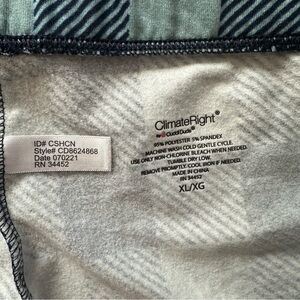 ID# CSHCN
Style# CD8624868
Date 070221
RN 34452
ClimateRight®
by CuddlDuds®
95% POLYESTER 5% SPANDEX
MACHINE WASH COLD GENTLE CYCLE.
USE ONLY NON-CHLORINE BLEACH WHEN NEEDED.
TUMBLE DRY LOW.
REMOVE PROMPTLY. COOL IRON IF NEEDED.
MADE IN CHINA
RN 34452
XL/XG